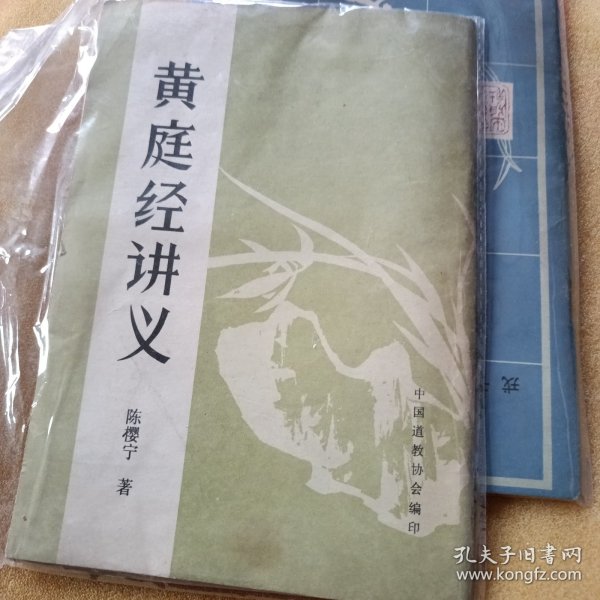 黄庭经讲义
陈樱宁 著
中国道教协会编印
戎
孔夫子旧书网
www.kongfz.com